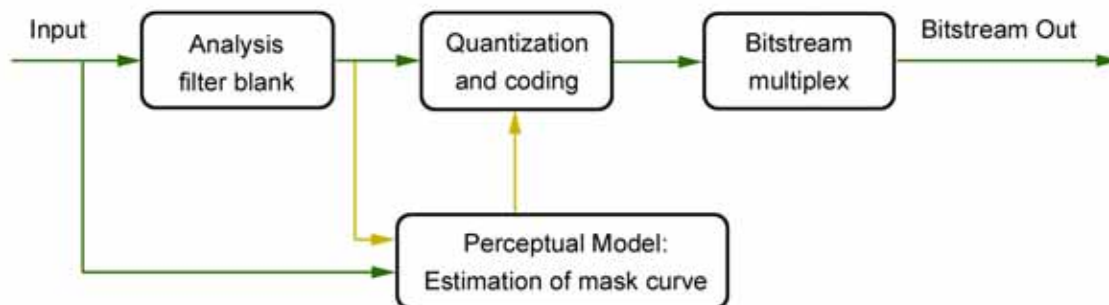 Input
Analysis
filter blank
Quantization
and coding
Bitstream
multiplex
Bitstream Out
Perceptual Model:
Estimation of mask curve